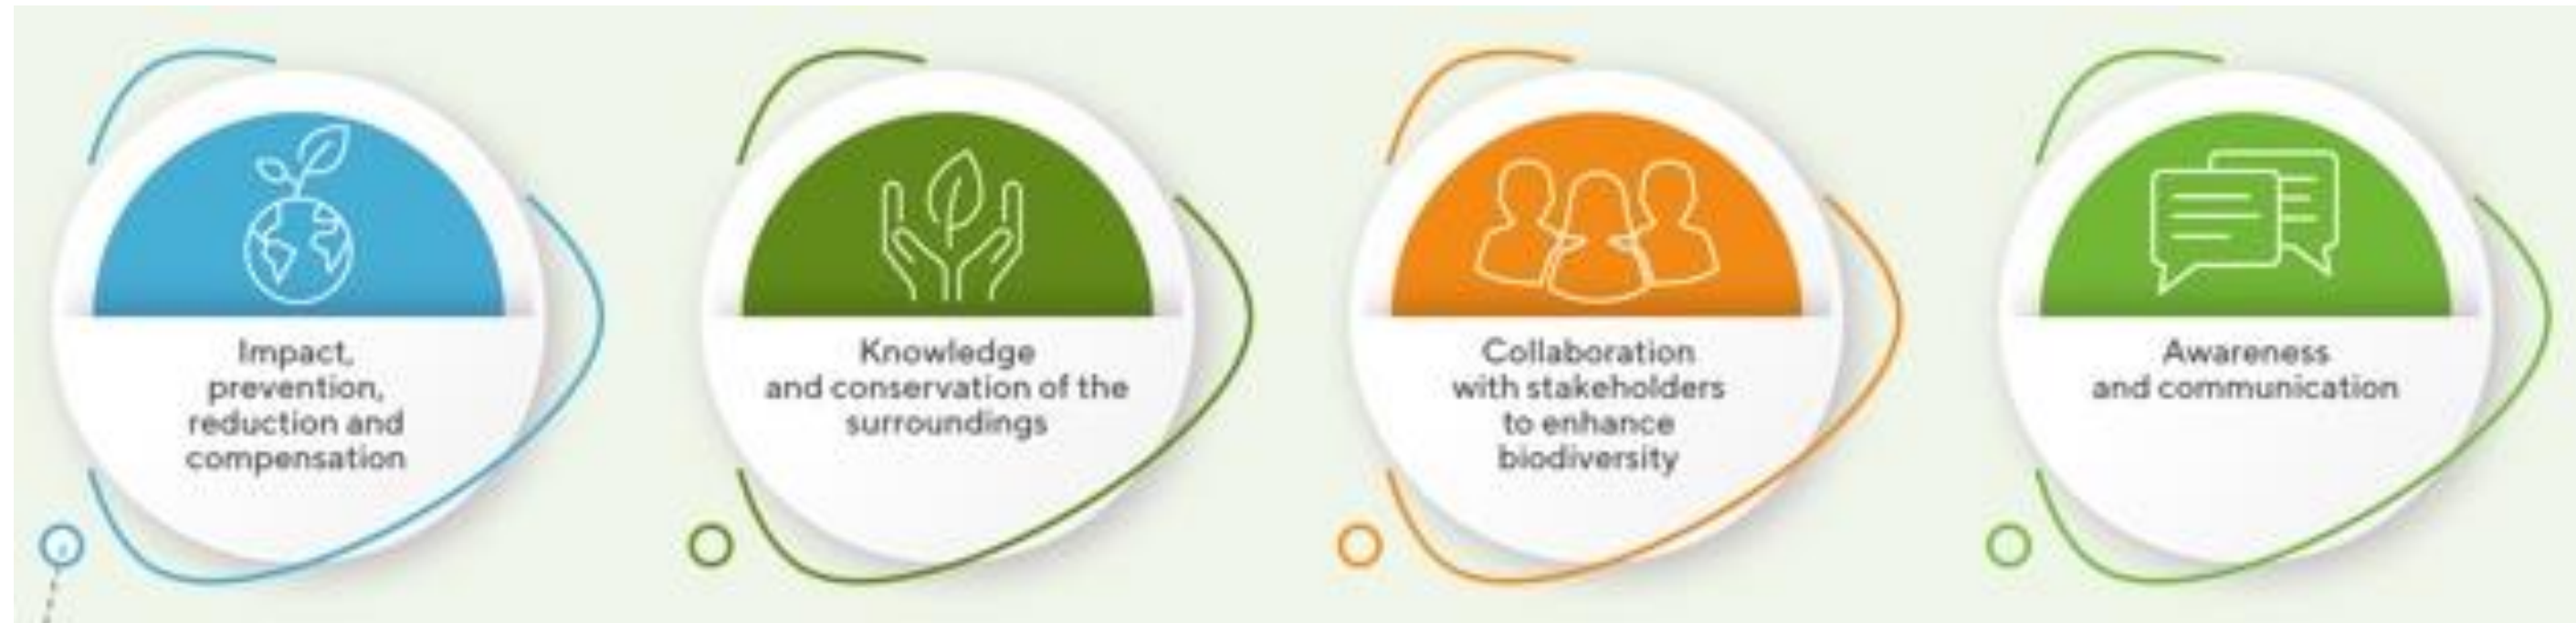 Impact,
prevention,
reduction and
compensation
Knowledge
and conservation of the
surroundings
Collaboration
with stakeholders
to enhance
biodiversity
Awareness
and communication